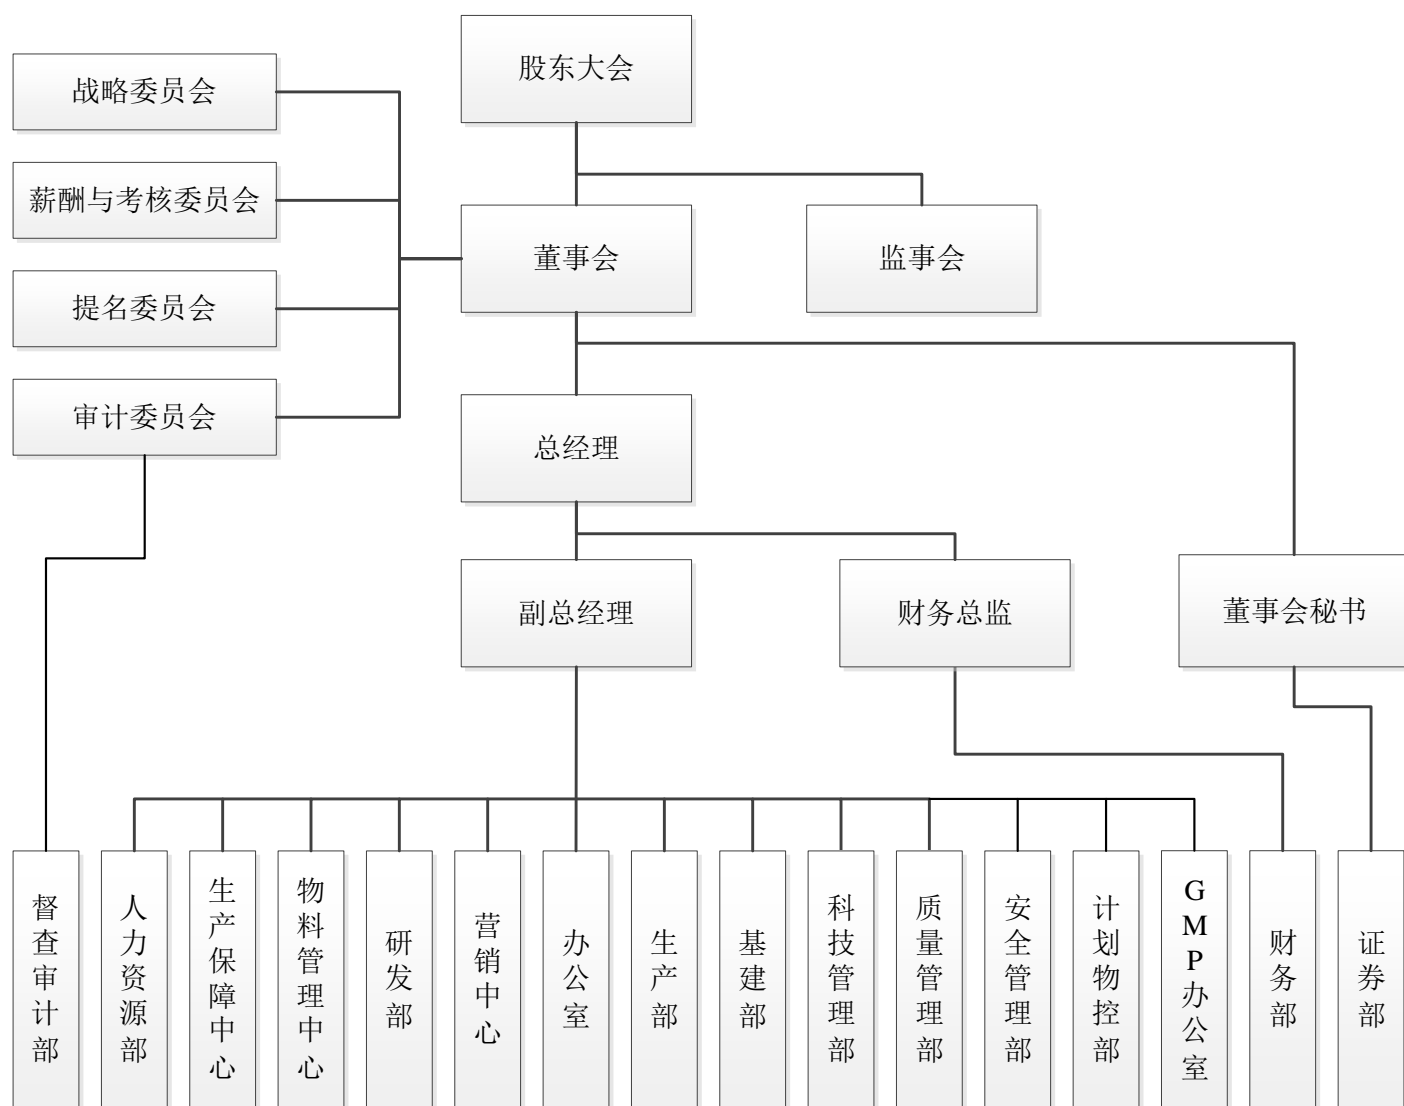 股东大会
战略委员会
薪酬与考核委员会
董事会
监事会
提名委员会
审计委员会
总经理
副总经理
财务总监
董事会秘书
督查审计部
人力资源部
生产保障中心
物料管理中心
研发部
营销中心
办公室
生产部
基建部
科技管理部
质量管理部
安全管理部
计划物控部
GMP办公室
财务部
证券部